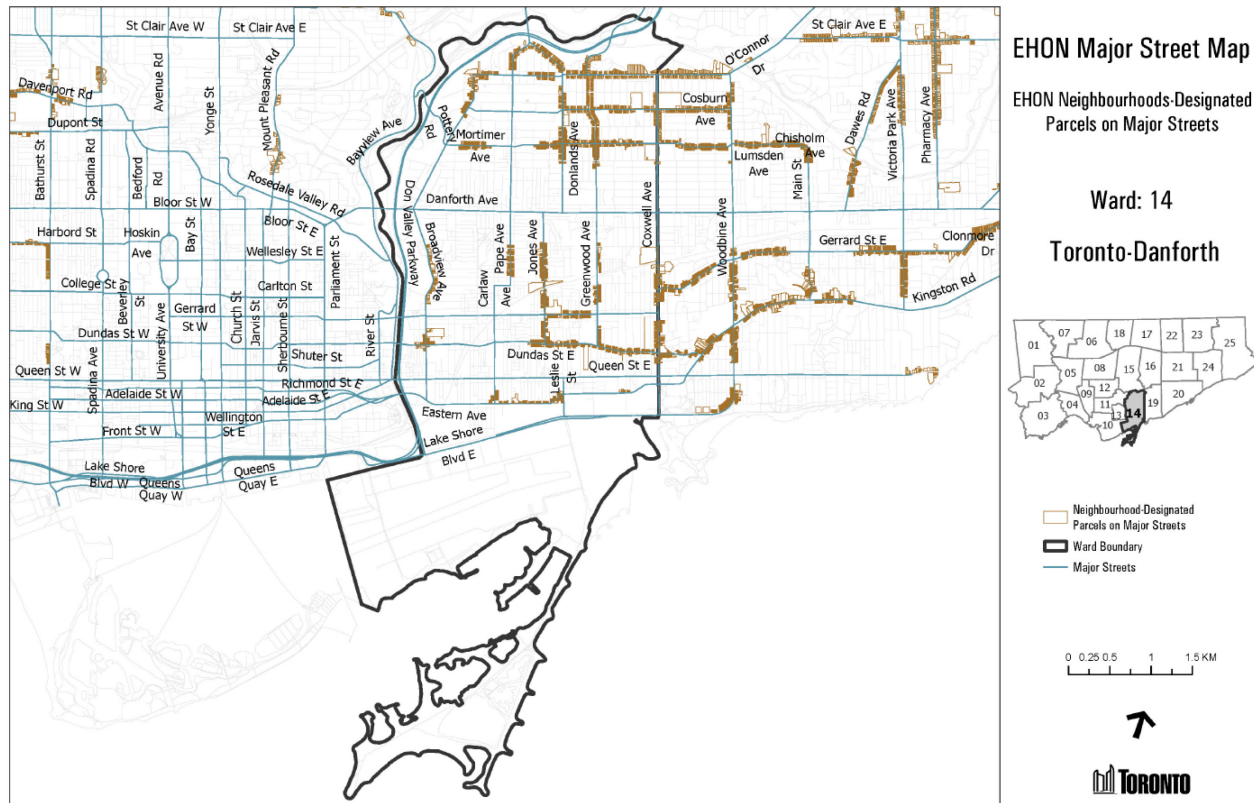 St Clair Ave W
St Clair Ave E
St Clair Ave E
Davenport Rd
Avenue Rd
Yonge St
Mount Pleasant Rd
O'Connor
Dr
Dupont St
Bathurst St
Spadina Rd
Bedford
Rd
Bayview Ave
Pottery
Rd
Mortimer
Ave
Donlands Ave
Cosburn
Ave
Lumsden
Ave
Chisholm
Ave
Main St
Dawes Rd
Victoria Park Ave
Pharmacy Ave
Rosedale Valley Rd
Bloor St W
Bloor St E
Don Valley Parkway
Danforth Ave
Harbord St
Hoskin
Ave
Bay St
Wellesley St E
Parliament St
Broadview Ave
Pape Ave
Carlaw
Ave
Jones Ave
Greenwood Ave
Coxwell Ave
Woodbine Ave
Gerrard St E
Clonmore
Dr
Kingston Rd
College St
Beverley
St
University Ave
Carlton St
Gerrard
St W
Church St
Jarvis St
Sherbourne St
River St
Dundas St W
Shuter St
Dundas St E
Queen St W
Spadina Ave
Richmond St E
Queen St E
Leslie
St
Adelaide St W
Adelaide St E
King St W
Wellington
St E
Front St W
Eastern Ave
Lake Shore
Blvd E
Lake Shore
Blvd W
Queens
Quay W
Queens
Quay E
EHON Major Street Map
EHON Neighbourhoods-Designated
Parcels on Major Streets
Ward: 14
Toronto-Danforth
01
02
03
04
05
06
07
08
09
10
11
12
13
14
15
16
17
18
19
20
21
22
23
24
25
Neighbourhood-Designated
Parcels on Major Streets
Ward Boundary
Major Streets
0 0.25 0.5 1 1.5 KM
TORONTO